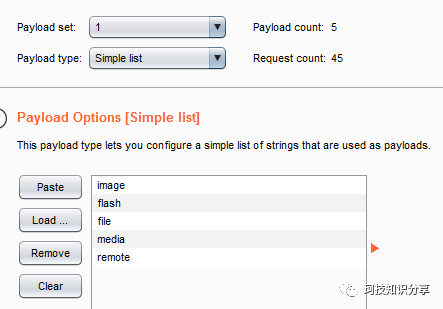 Payload set: 1 Payload count: 5
Payload type: Simple list Request count: 45
Payload Options [Simple list]
This payload type lets you configure a simple list of strings that are used as payloads.
Paste
Load ...
Remove
Clear
image
flash
file
media
remote
珂技知识分享